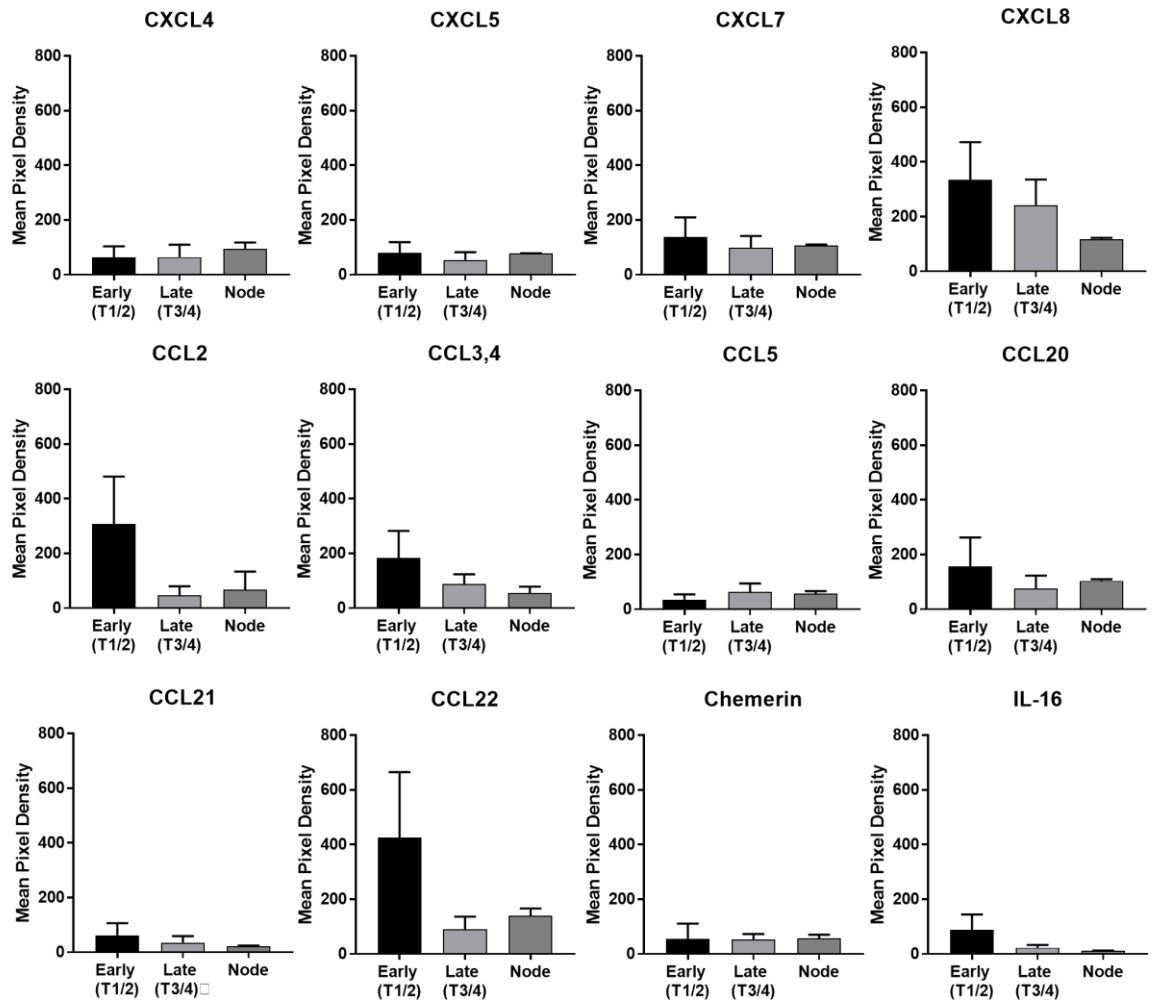 CXCL4
CXCL5
CXCL7
CXCL8
Mean Pixel Density
800
600
400
200
0
Early
(T1/2)
Late
(T3/4)
Node
Mean Pixel Density
800
600
400
200
0
Early
(T1/2)
Late
(T3/4)
Node
Mean Pixel Density
800
600
400
200
0
Early
(T1/2)
Late
(T3/4)
Node
Mean Pixel Density
800
600
400
200
0
Early
(T1/2)
Late
(T3/4)
Node
CCL2
CCL3,4
CCL5
CCL20
Mean Pixel Density
800
600
400
200
0
Early
(T1/2)
Late
(T3/4)
Node
Mean Pixel Density
800
600
400
200
0
Early
(T1/2)
Late
(T3/4)
Node
Mean Pixel Density
800
600
400
200
0
Early
(T1/2)
Late
(T3/4)
Node
Mean Pixel Density
800
600
400
200
0
Early
(T1/2)
Late
(T3/4)
Node
CCL21
CCL22
Chemerin
IL-16
Mean Pixel Density
800
600
400
200
0
Early
(T1/2)
Late
(T3/4)□
Node
Mean Pixel Density
800
600
400
200
0
Early
(T1/2)
Late
(T3/4)
Node
Mean Pixel Density
800
600
400
200
0
Early
(T1/2)
Late
(T3/4)
Node
Mean Pixel Density
800
600
400
200
0
Early
(T1/2)
Late
(T3/4)
Node